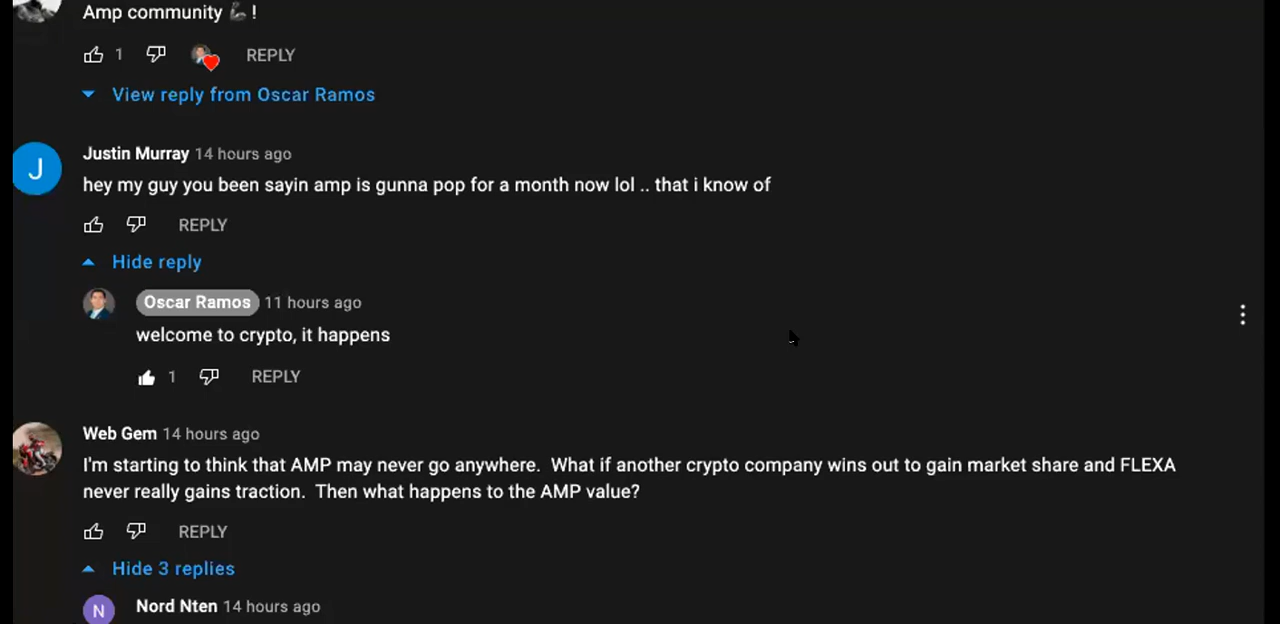 Amp community 💪 !
1 REPLY
View reply from Oscar Ramos
J
Justin Murray 14 hours ago
hey my guy you been sayin amp is gunna pop for a month now lol .. that i know of
REPLY
Hide reply
Oscar Ramos 11 hours ago
welcome to crypto, it happens
1 REPLY
Web Gem 14 hours ago
I'm starting to think that AMP may never go anywhere.  What if another crypto company wins out to gain market share and FLEXA
never really gains traction.  Then what happens to the AMP value?
REPLY
Hide 3 replies
N
Nord Nten 14 hours ago